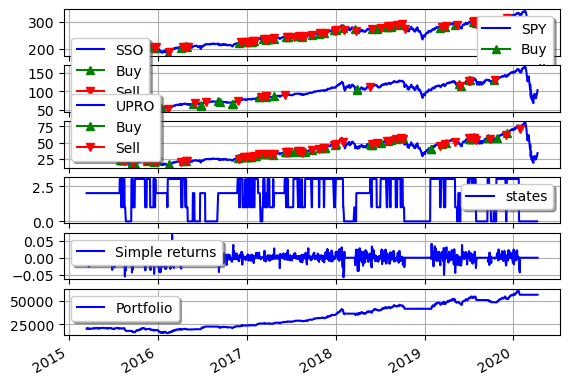 300
200
SPY
Buy
150
100
50
SSO
Buy
Sell
75
50
25
UPRO
Buy
Sell
2.5
0.0
states
0.05
0.00
−0.05
Simple returns
50000
25000
Portfolio
2015
2016
2017
2018
2019
2020